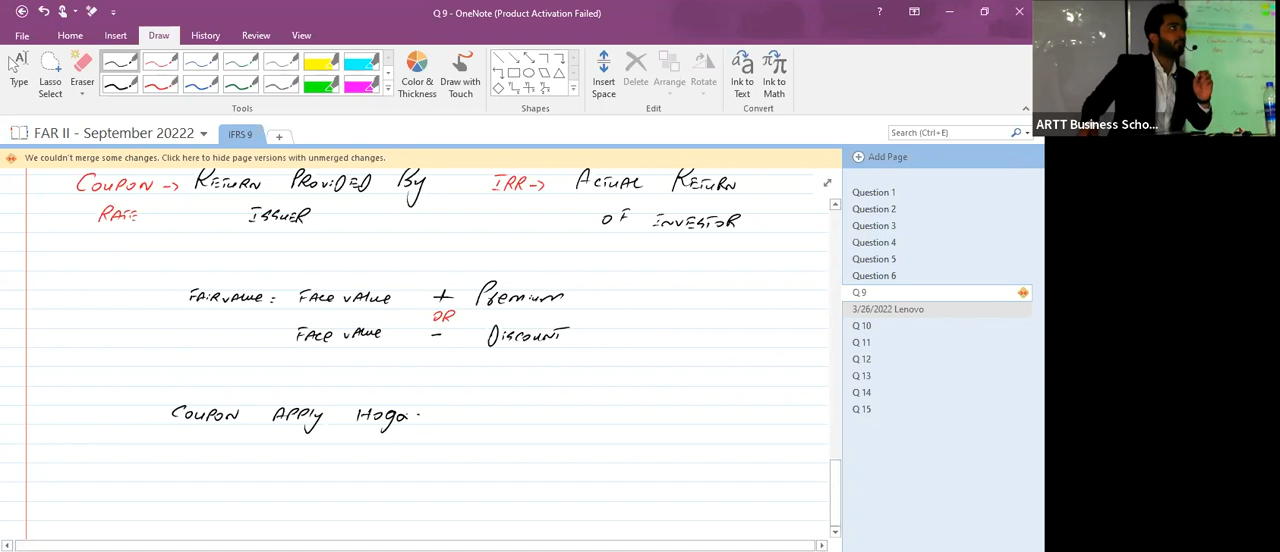 Q 9 - OneNote (Product Activation Failed)
?
File Home Insert Draw History Review View
Type
Lasso Select
Eraser
Color & Thickness
Draw with Touch
Insert Space
Delete
Arrange
Rotate
Ink to Text
Ink to Math
Tools
Shapes
Edit
Convert
ARTT Business Scho...
FAR II - September 20222
IFRS 9
Search (Ctrl+E)
We couldn't merge some changes. Click here to hide page versions with unmerged changes.
Add Page
COUPON → RETURN PROVIDED By IRR → ACTUAL RETURN
RATE ISSUER OF INVESTOR
FAIR VALUE = FACE VALUE + Premium
OR
FACE VALUE - DISCOUNT
COUPON APPLY HOGA
Question 1
Question 2
Question 3
Question 4
Question 5
Question 6
Q 9
3/26/2022 Lenovo
Q 10
Q 11
Q 12
Q 13
Q 14
Q 15